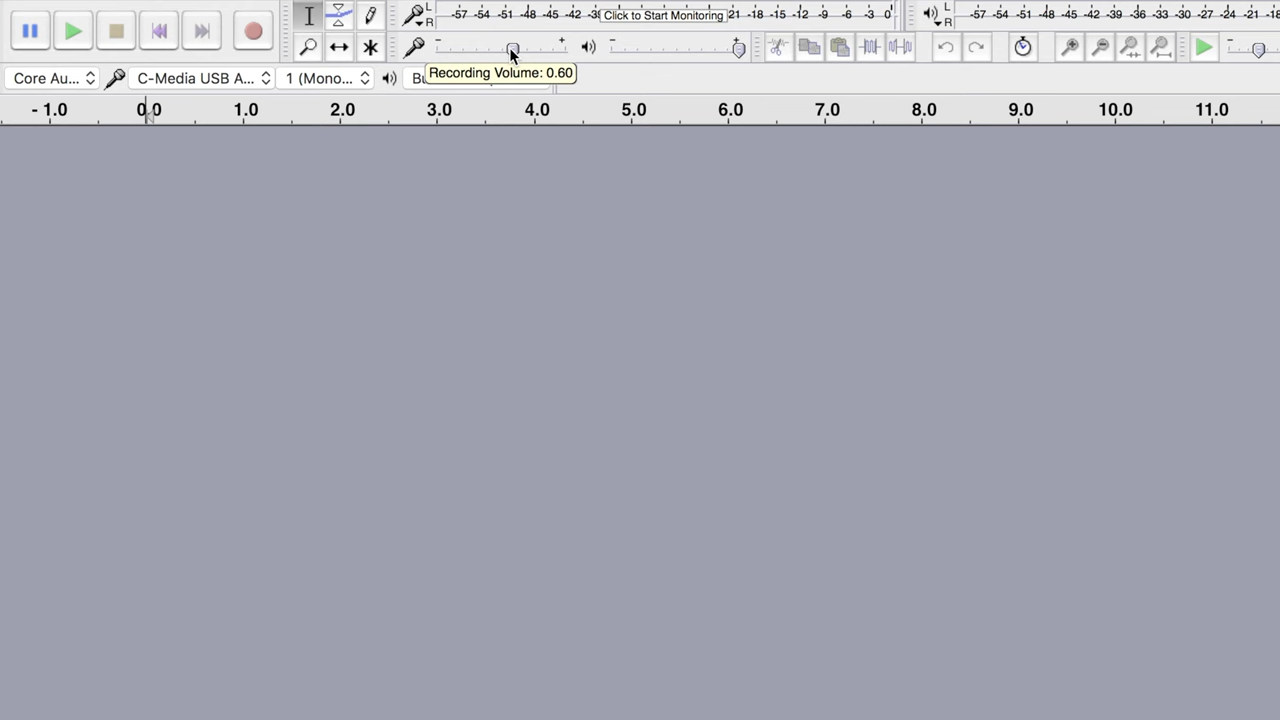 L
R
-57 -54 -51 -48 -45 -42 Click to Start Monitoring 21 -18 -15 -12 -9 -6 -3 0
L
R
-57 -54 -51 -48 -45 -42 -39 -36 -33 -30 -27 -24 -21 -18
- + - + -
Core Au... C-Media USB A... 1 (Mono... Bu
Recording Volume: 0.60
- 1.0 0.0 1.0 2.0 3.0 4.0 5.0 6.0 7.0 8.0 9.0 10.0 11.0